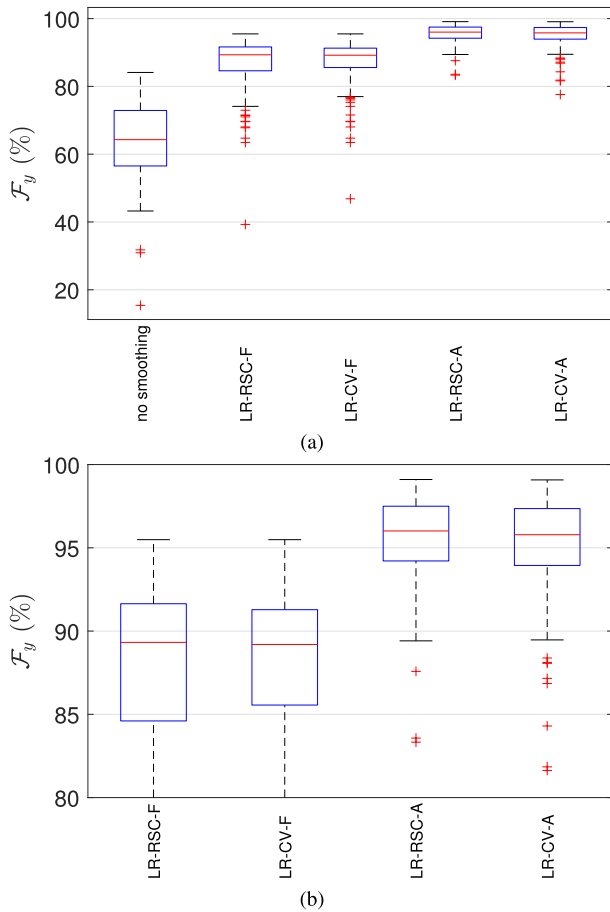 100
80
60
40
20
ℱy (%)
no smoothing
LR-RSC-F
LR-CV-F
LR-RSC-A
LR-CV-A
(a)
100
95
90
85
80
ℱy (%)
LR-RSC-F
LR-CV-F
LR-RSC-A
LR-CV-A
(b)